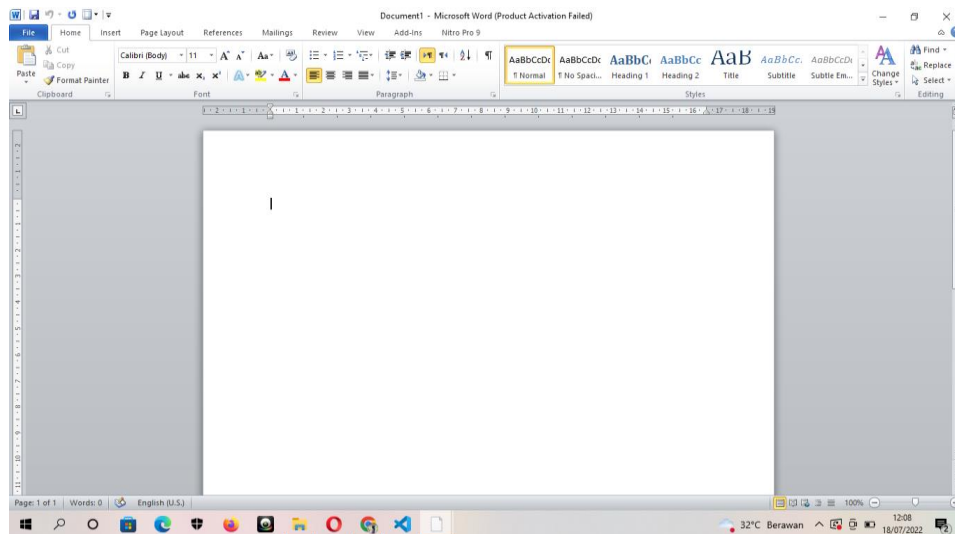 Document1 - Microsoft Word (Product Activation Failed)
File Home Insert Page Layout References Mailings Review View Add-Ins Nitro Pro 9
Cut
Copy
Format Painter
Paste
Clipboard
Calibri (Body) 11
Font
Paragraph
AaBbCcDc AaBbCcDc AaBbC AaBbCc AaB AaBbCc. AaBbCcDc
¶ Normal ¶ No Spaci... Heading 1 Heading 2 Title Subtitle Subtle Em...
Styles
Change Styles
Find
Replace
Select
Editing
Page: 1 of 1 Words: 0 English (U.S.) 100%
32°C Berawan 12:08
18/07/2022